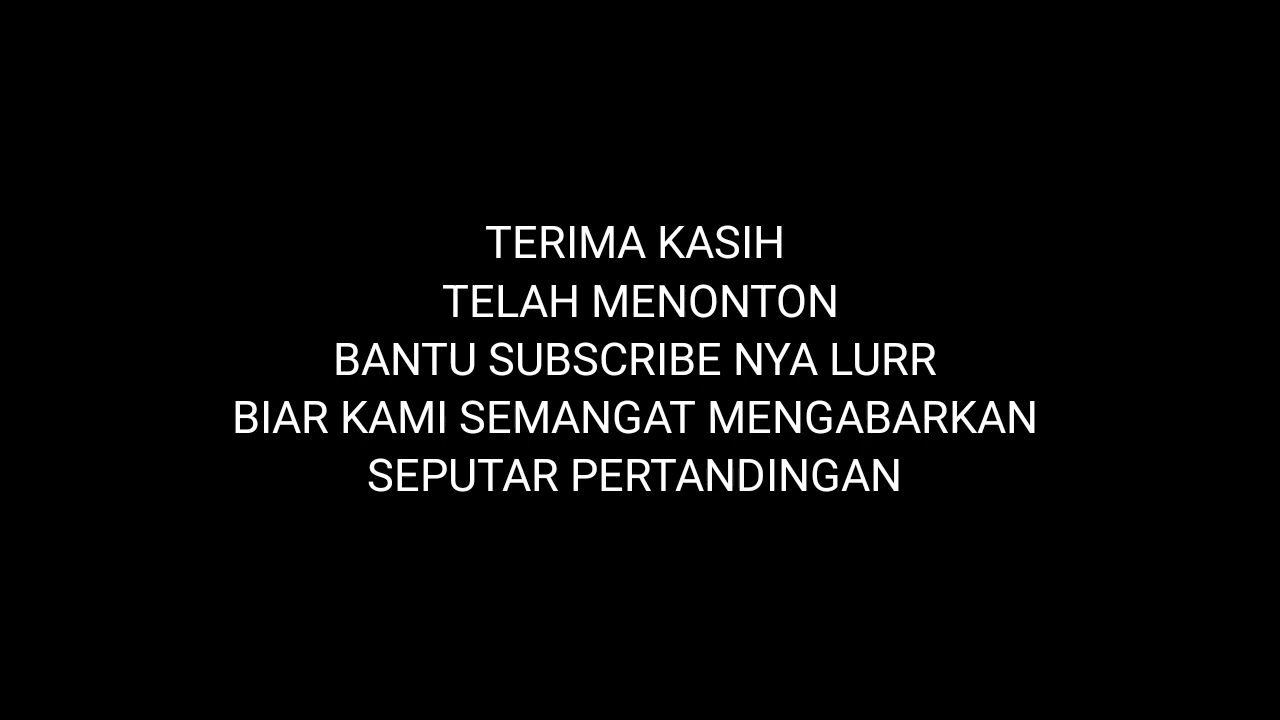 TERIMA KASIH
TELAH MENONTON
BANTU SUBSCRIBE NYA LURR
BIAR KAMI SEMANGAT MENGABARKAN
SEPUTAR PERTANDINGAN